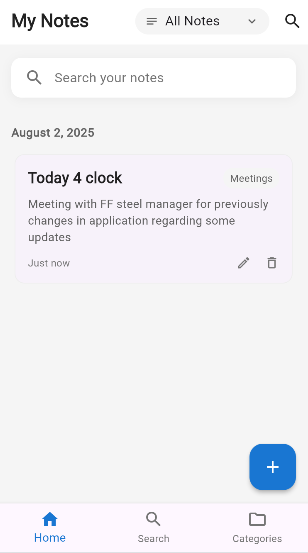 My Notes
All Notes
Search your notes
August 2, 2025
Today 4 clock
Meetings
Meeting with FF steel manager for previously
changes in application regarding some
updates
Just now
Home
Search
Categories